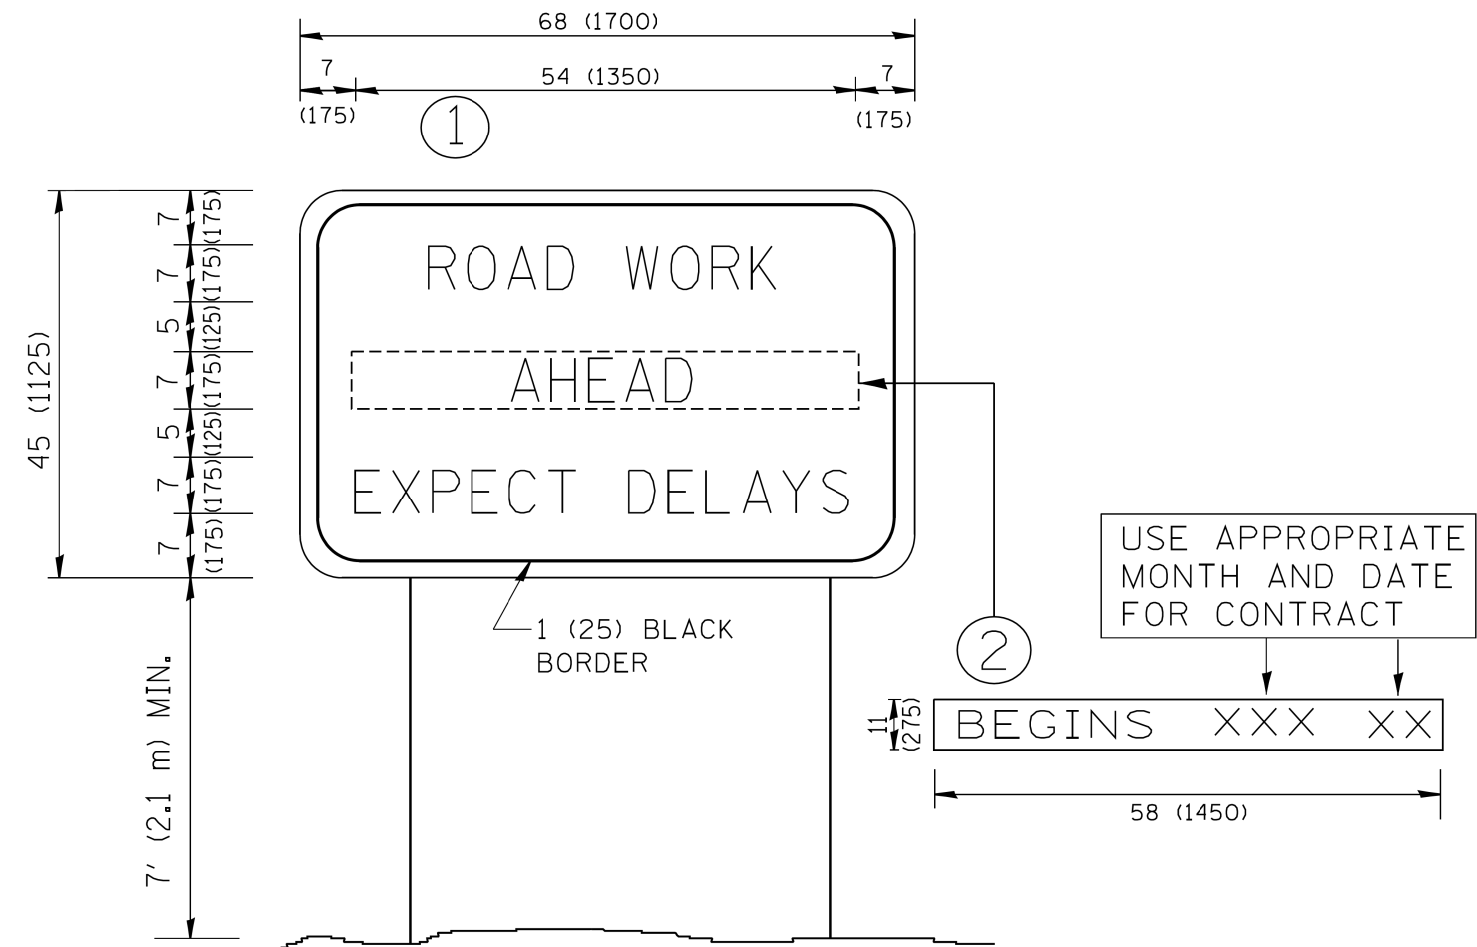 68 (1700)
7
54 (1350)
7
(175)
(175)
1
45 (1125)
7 (175)
7 (175)
5 (125)
7 (175)
5 (125)
7 (175)
7 (175)
ROAD WORK
AHEAD
EXPECT DELAYS
7' (2.1 m) MIN.
1 (25) BLACK
BORDER
2
USE APPROPRIATE
MONTH AND DATE
FOR CONTRACT
11
(275)
BEGINS XXX XX
58 (1450)